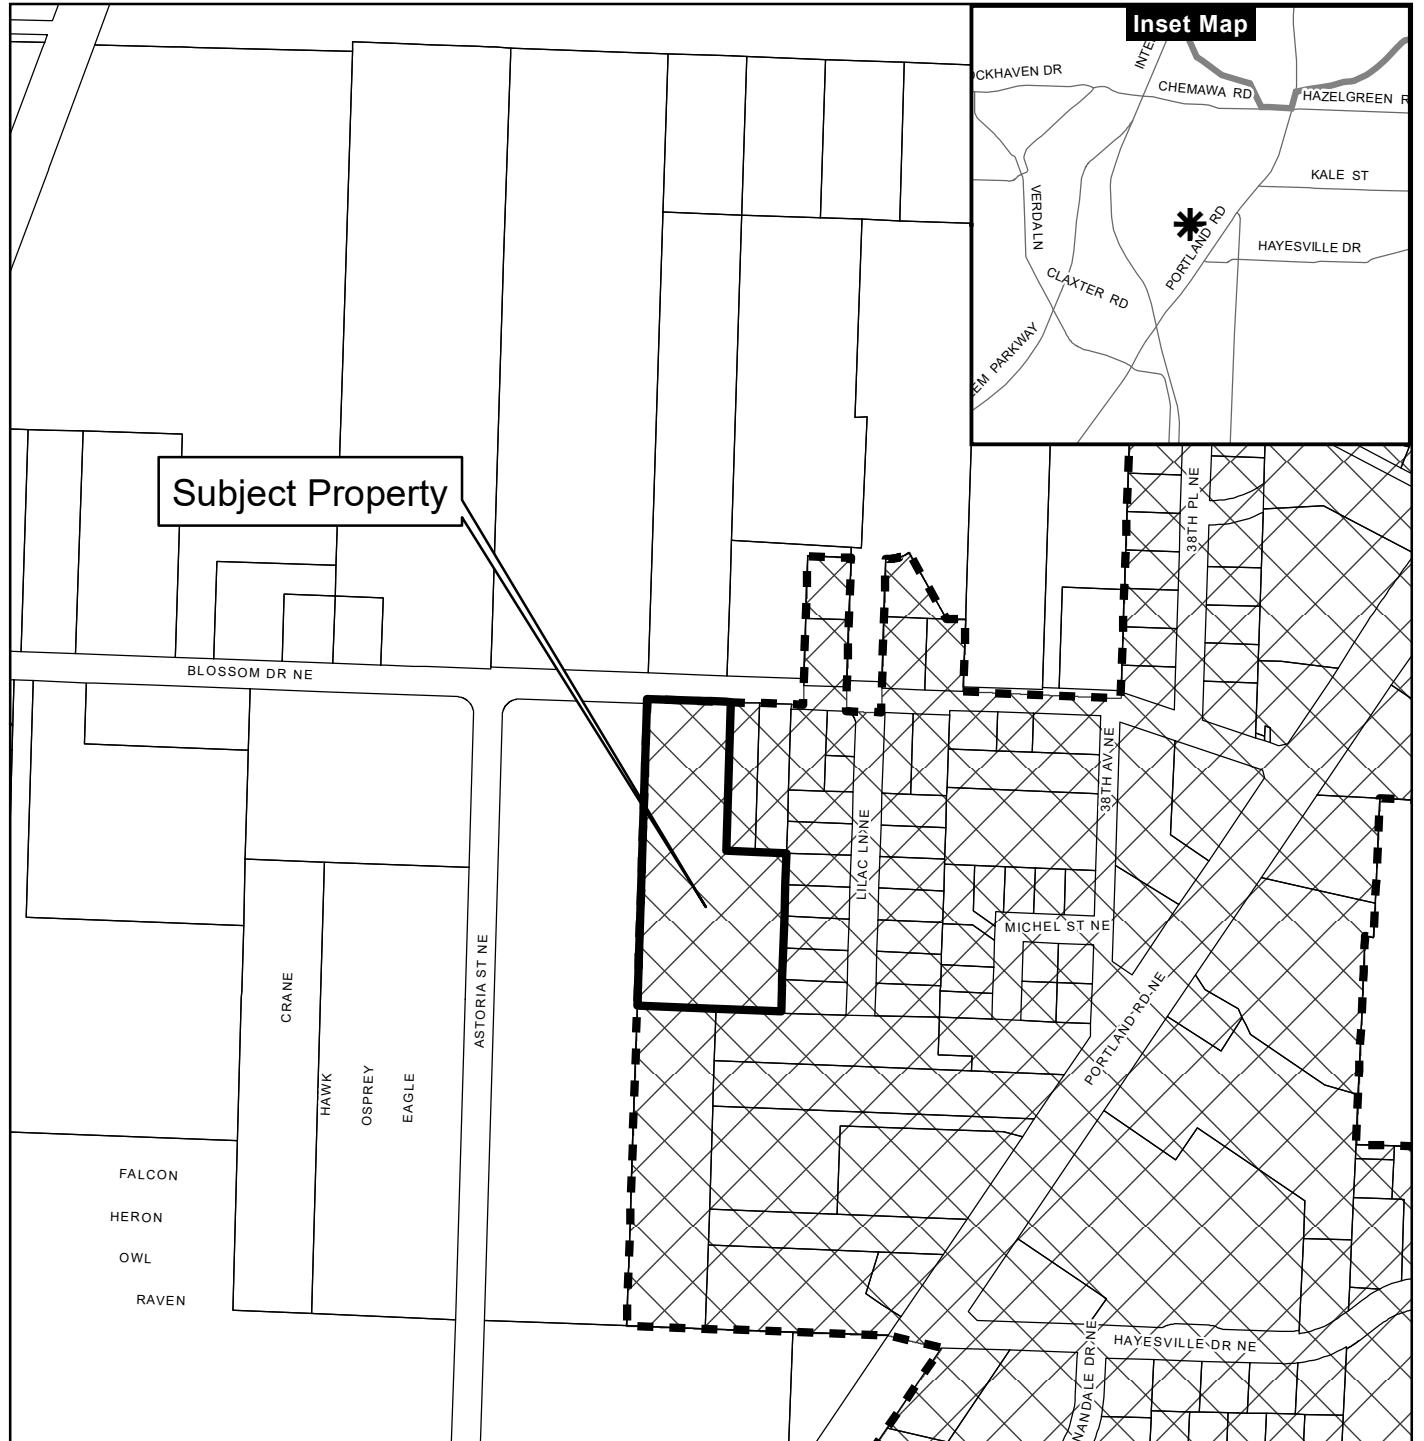 Inset Map
INTE
OCKHAVEN DR
CHEMAWA RD
HAZELGREEN R
KALE ST
VERDA LN
PORTLAND RD
HAYESVILLE DR
CLAXTER RD
LEM PARKWAY
Subject Property
38TH PL NE
BLOSSOM DR NE
38TH AV NE
LILAC LN NE
MICHEL ST NE
ASTORIA ST NE
CRANE
PORTLAND RD NE
HAWK
OSPREY
EAGLE
FALCON
HERON
OWL
RAVEN
HAYESVILLE DR NE
NANDALE DR NE